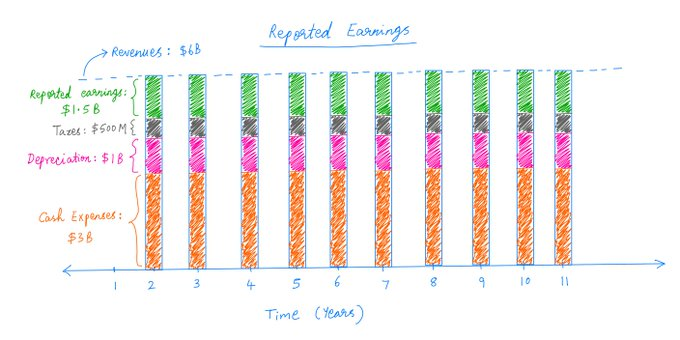 Reported Earnings
Revenues: $6B
Reported earnings:
$1.5B
Taxes: $500M
Depreciation: $1B
Cash Expenses:
$3B
1 2 3 4 5 6 7 8 9 10 11
Time (Years)